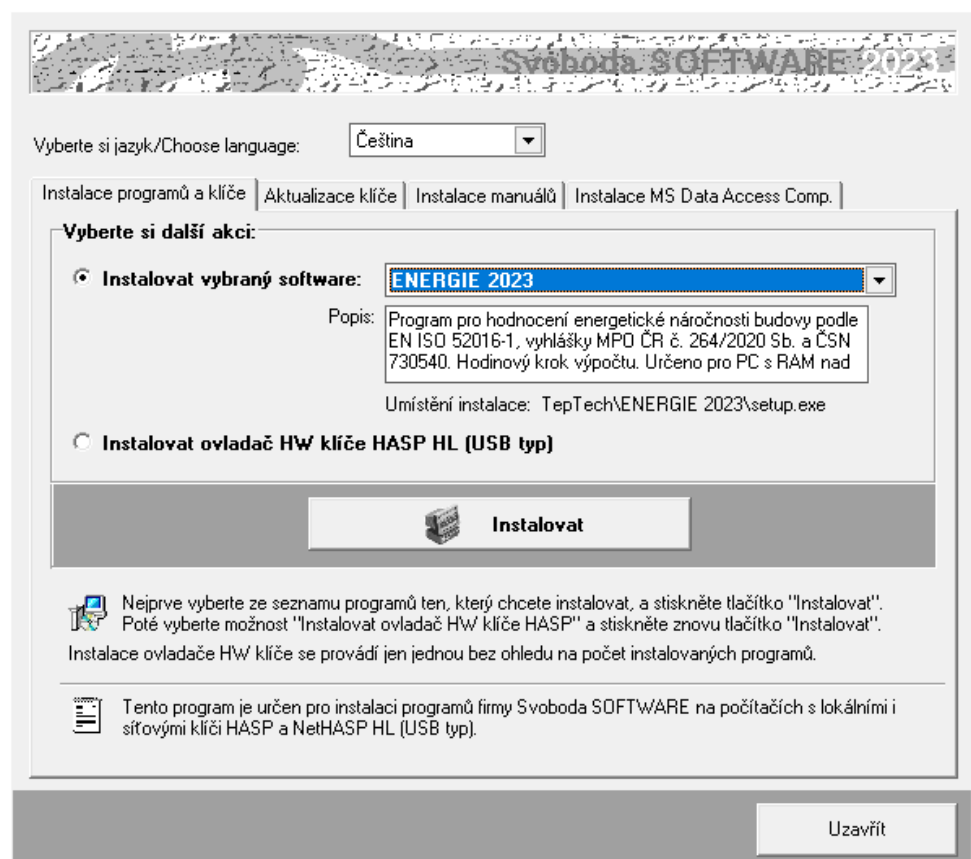 Svoboda SOFTWARE 2023
Vyberte si jazyk/Choose language: Čeština
Instalace programů a klíče Aktualizace klíče Instalace manuálů Instalace MS Data Access Comp.
Vyberte si další akci:
Instalovat vybraný software: ENERGIE 2023
Popis: Program pro hodnocení energetické náročnosti budovy podle
EN ISO 52016-1, vyhlášky MPO ČR č. 264/2020 Sb. a ČSN
730540. Hodinový krok výpočtu. Určeno pro PC s RAM nad
Umístění instalace: TepTech\ENERGIE 2023\setup.exe
Instalovat ovladač HW klíče HASP HL (USB typ)
Instalovat
Nejprve vyberte ze seznamu programů ten, který chcete instalovat, a stiskněte tlačítko "Instalovat".
Poté vyberte možnost "Instalovat ovladač HW klíče HASP" a stiskněte znovu tlačítko "Instalovat".
Instalace ovladače HW klíče se provádí jen jednou bez ohledu na počet instalovaných programů.
Tento program je určen pro instalaci programů firmy Svoboda SOFTWARE na počítačích s lokálními i
síťovými klíči HASP a NetHASP HL (USB typ).
Uzavřít